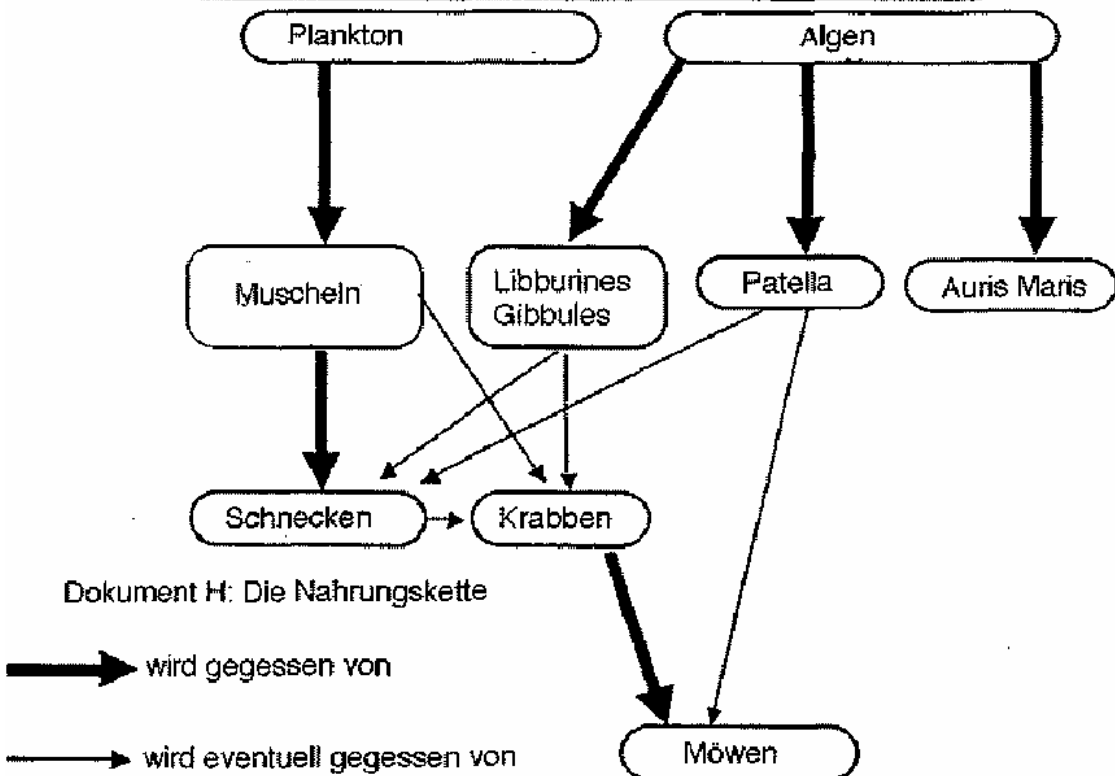 Plankton
Algen
Muscheln
Libburines
Gibbules
Patella
Auris Maris
Schnecken
Krabben
Dokument H: Die Nahrungskette
wird gegessen von
wird eventuell gegessen von
Möwen